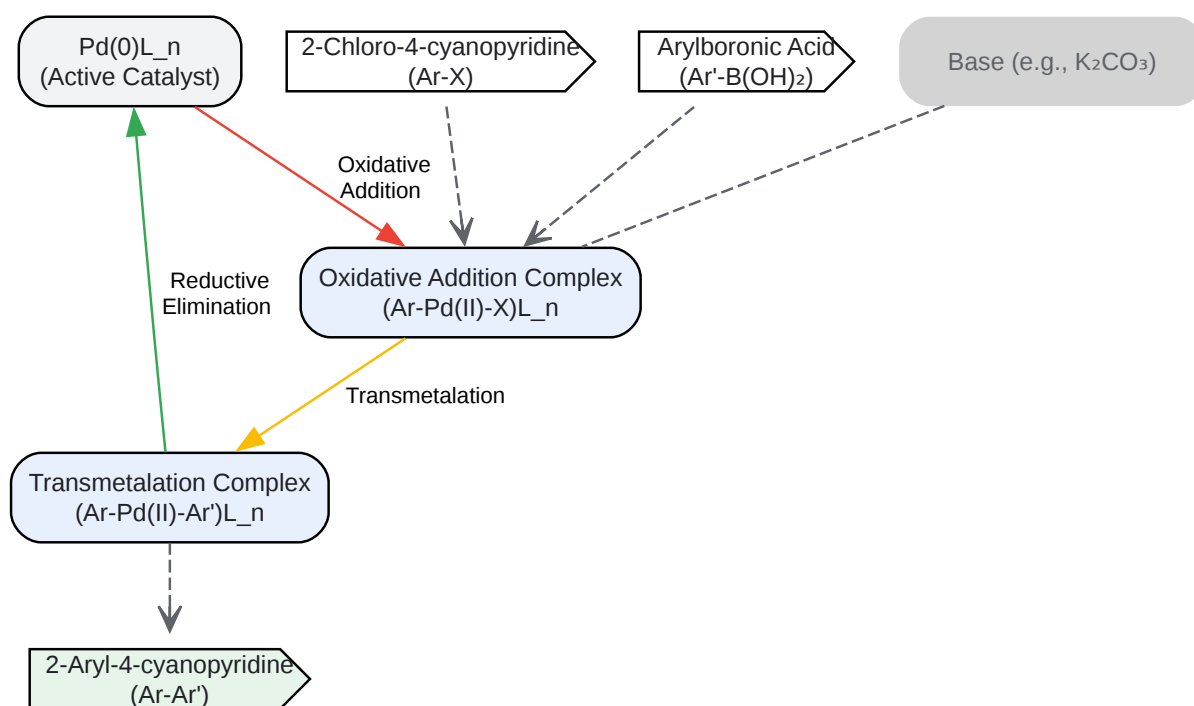 Pd(0)L_n
(Active Catalyst)
2-Chloro-4-cyanopyridine
(Ar-X)
Arylboronic Acid
(Ar'-B(OH)₂)
Base (e.g., K₂CO₃)
Oxidative
Addition
Reductive
Elimination
Oxidative Addition Complex
(Ar-Pd(II)-X)L_n
Transmetalation
Transmetalation Complex
(Ar-Pd(II)-Ar')L_n
2-Aryl-4-cyanopyridine
(Ar-Ar')